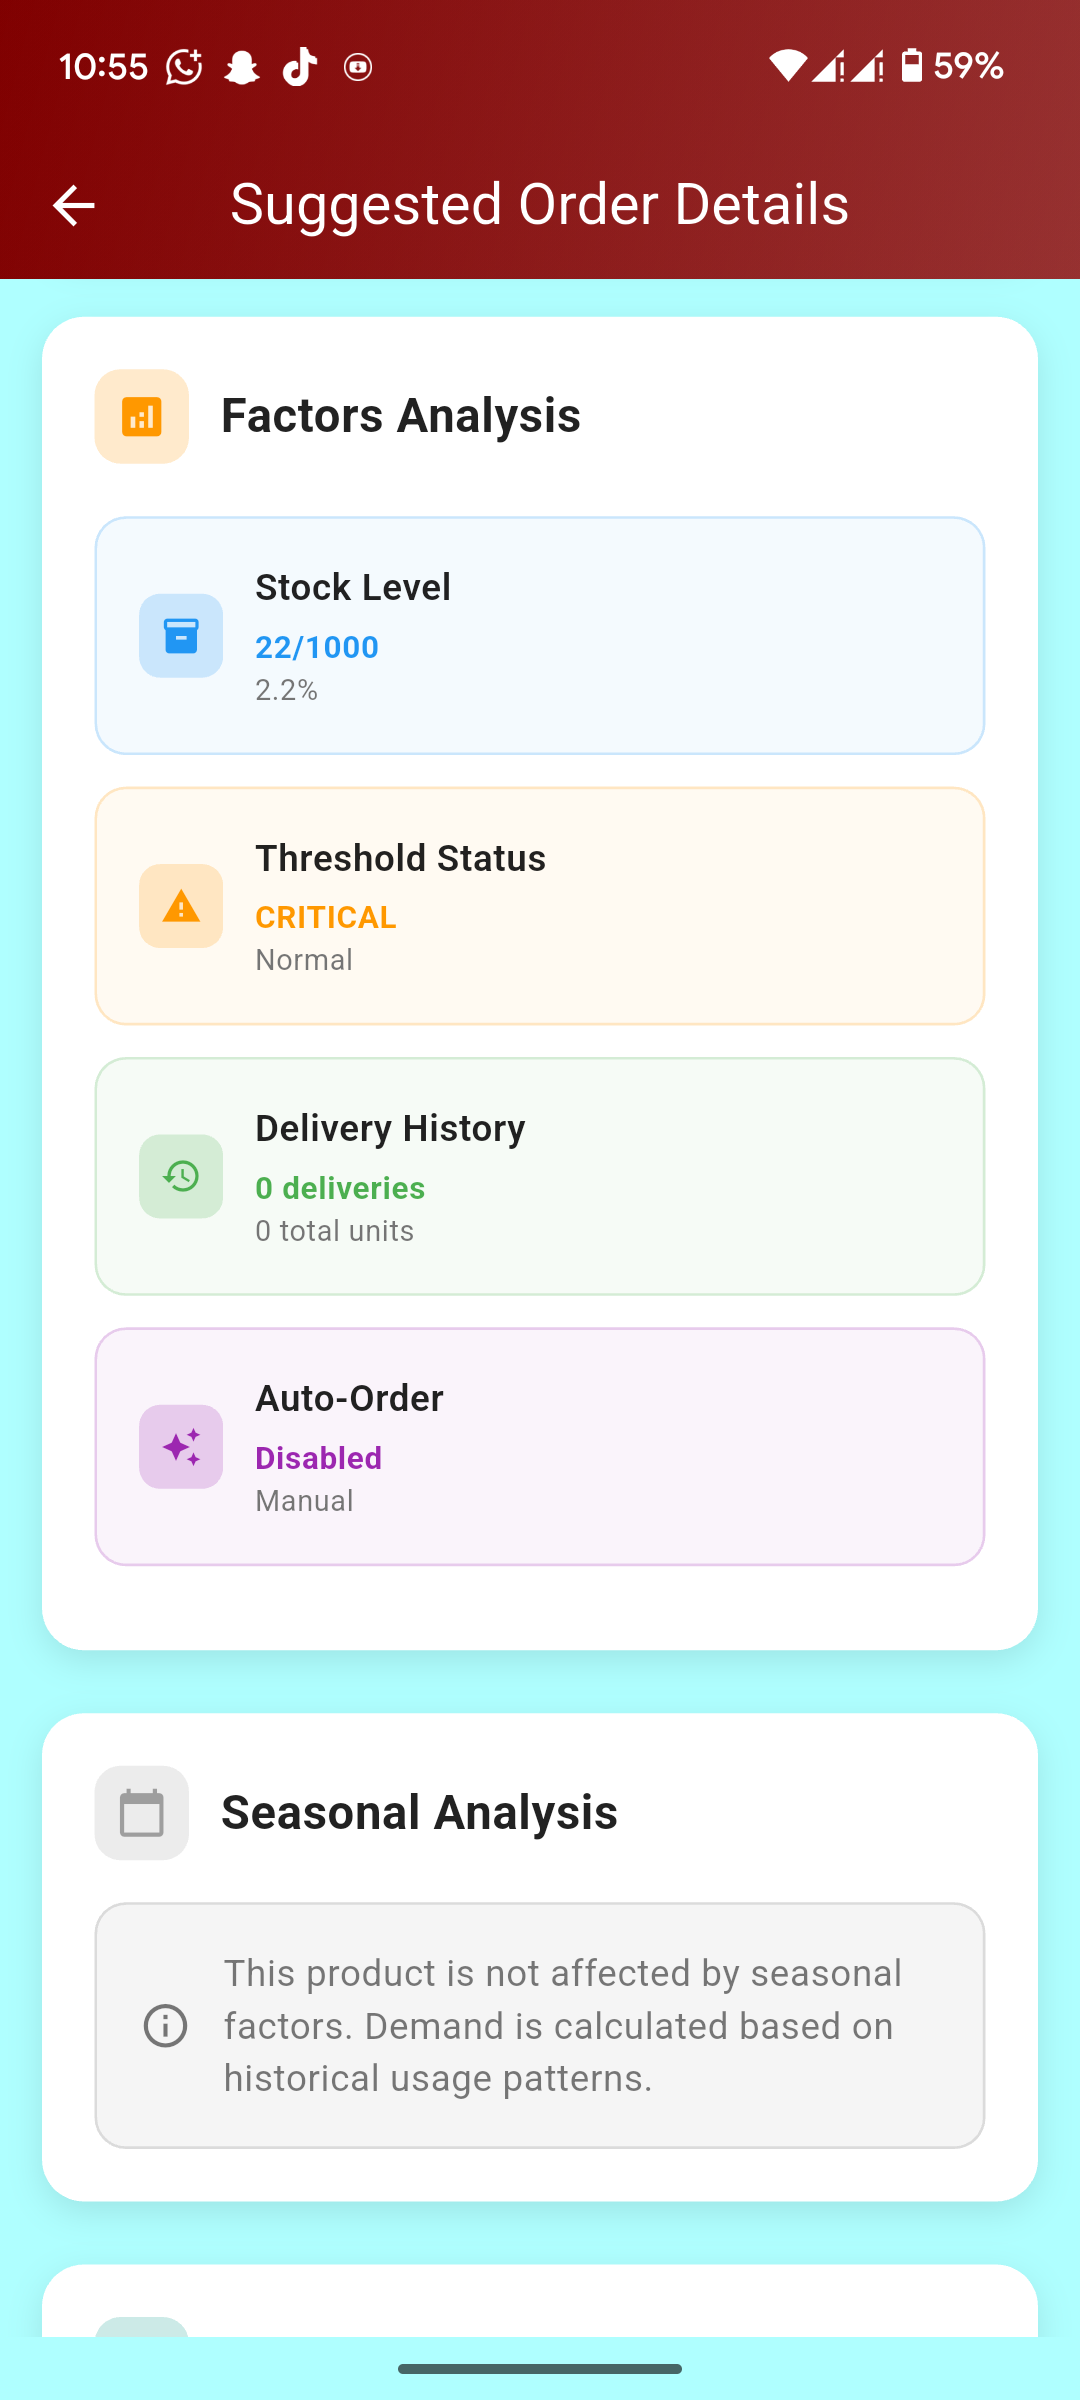 10:55
59%
Suggested Order Details
Factors Analysis
Stock Level
22/1000
2.2%
Threshold Status
CRITICAL
Normal
Delivery History
0 deliveries
0 total units
Auto-Order
Disabled
Manual
Seasonal Analysis
This product is not affected by seasonal
factors. Demand is calculated based on
historical usage patterns.